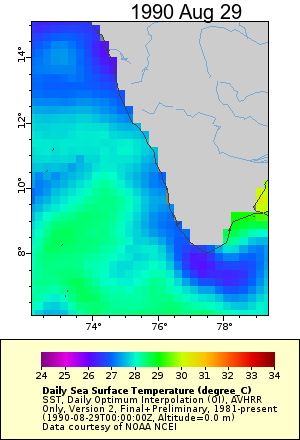 1990 Aug 29
14°
12°
10°
8°
74° 76° 78°
24 25 26 27 28 29 30 31 32 33 34
Daily Sea Surface Temperature (degree_C)
SST, Daily Optimum Interpolation (OI), AVHRR
Only, Version 2, Final+Preliminary, 1981-present
(1990-08-29T00:00:00Z, Altitude=0.0 m)
Data courtesy of NOAA NCEI